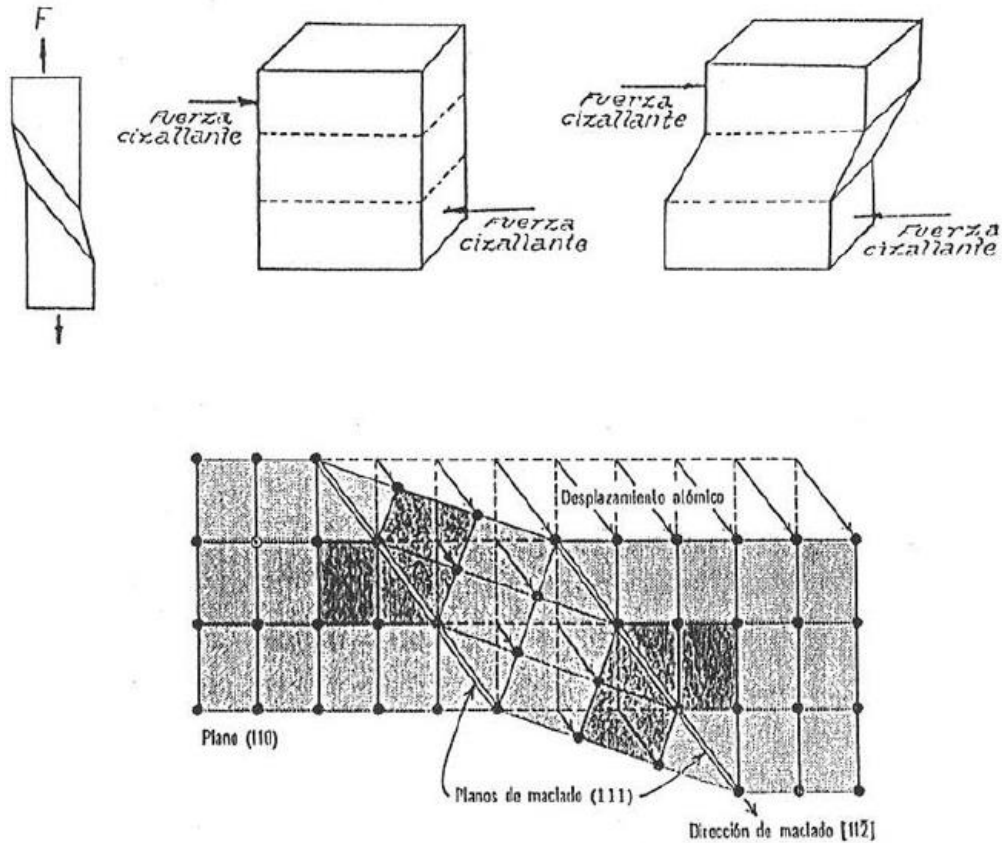 F
Fuerza
cizallante
Fuerza
cizallante
Fuerza
cizallante
Fuerza
cizallante
Desplazamiento atómico
Plano (110)
Planos de maclado (111)
Dirección de maclado [112̄]